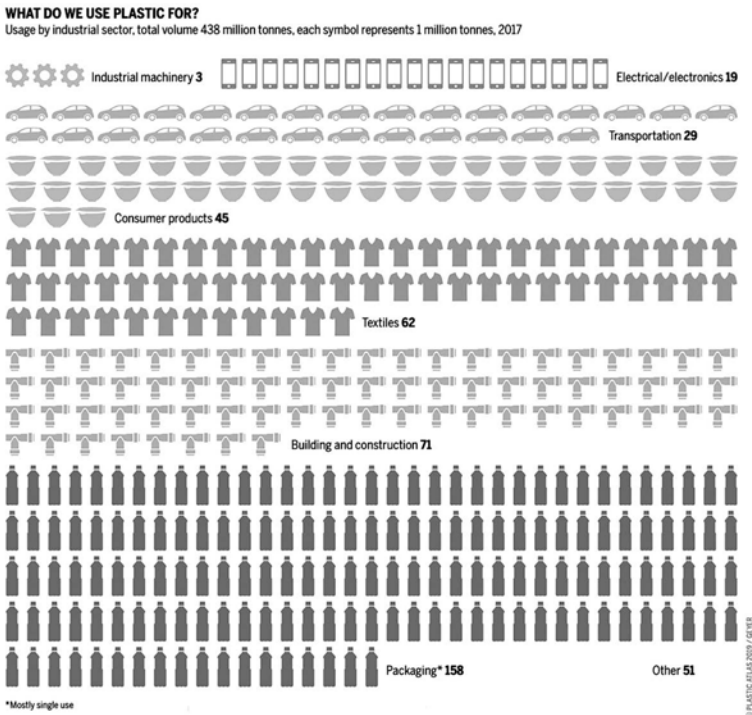 WHAT DO WE USE PLASTIC FOR?
Usage by industrial sector, total volume 438 million tonnes, each symbol represents 1 million tonnes, 2017
Industrial machinery 3
Electrical/electronics 19
Transportation 29
Consumer products 45
Textiles 62
Building and construction 71
Packaging* 158
Other 51
*Mostly single use
PLASTIC ATLAS 2019 / GEYER